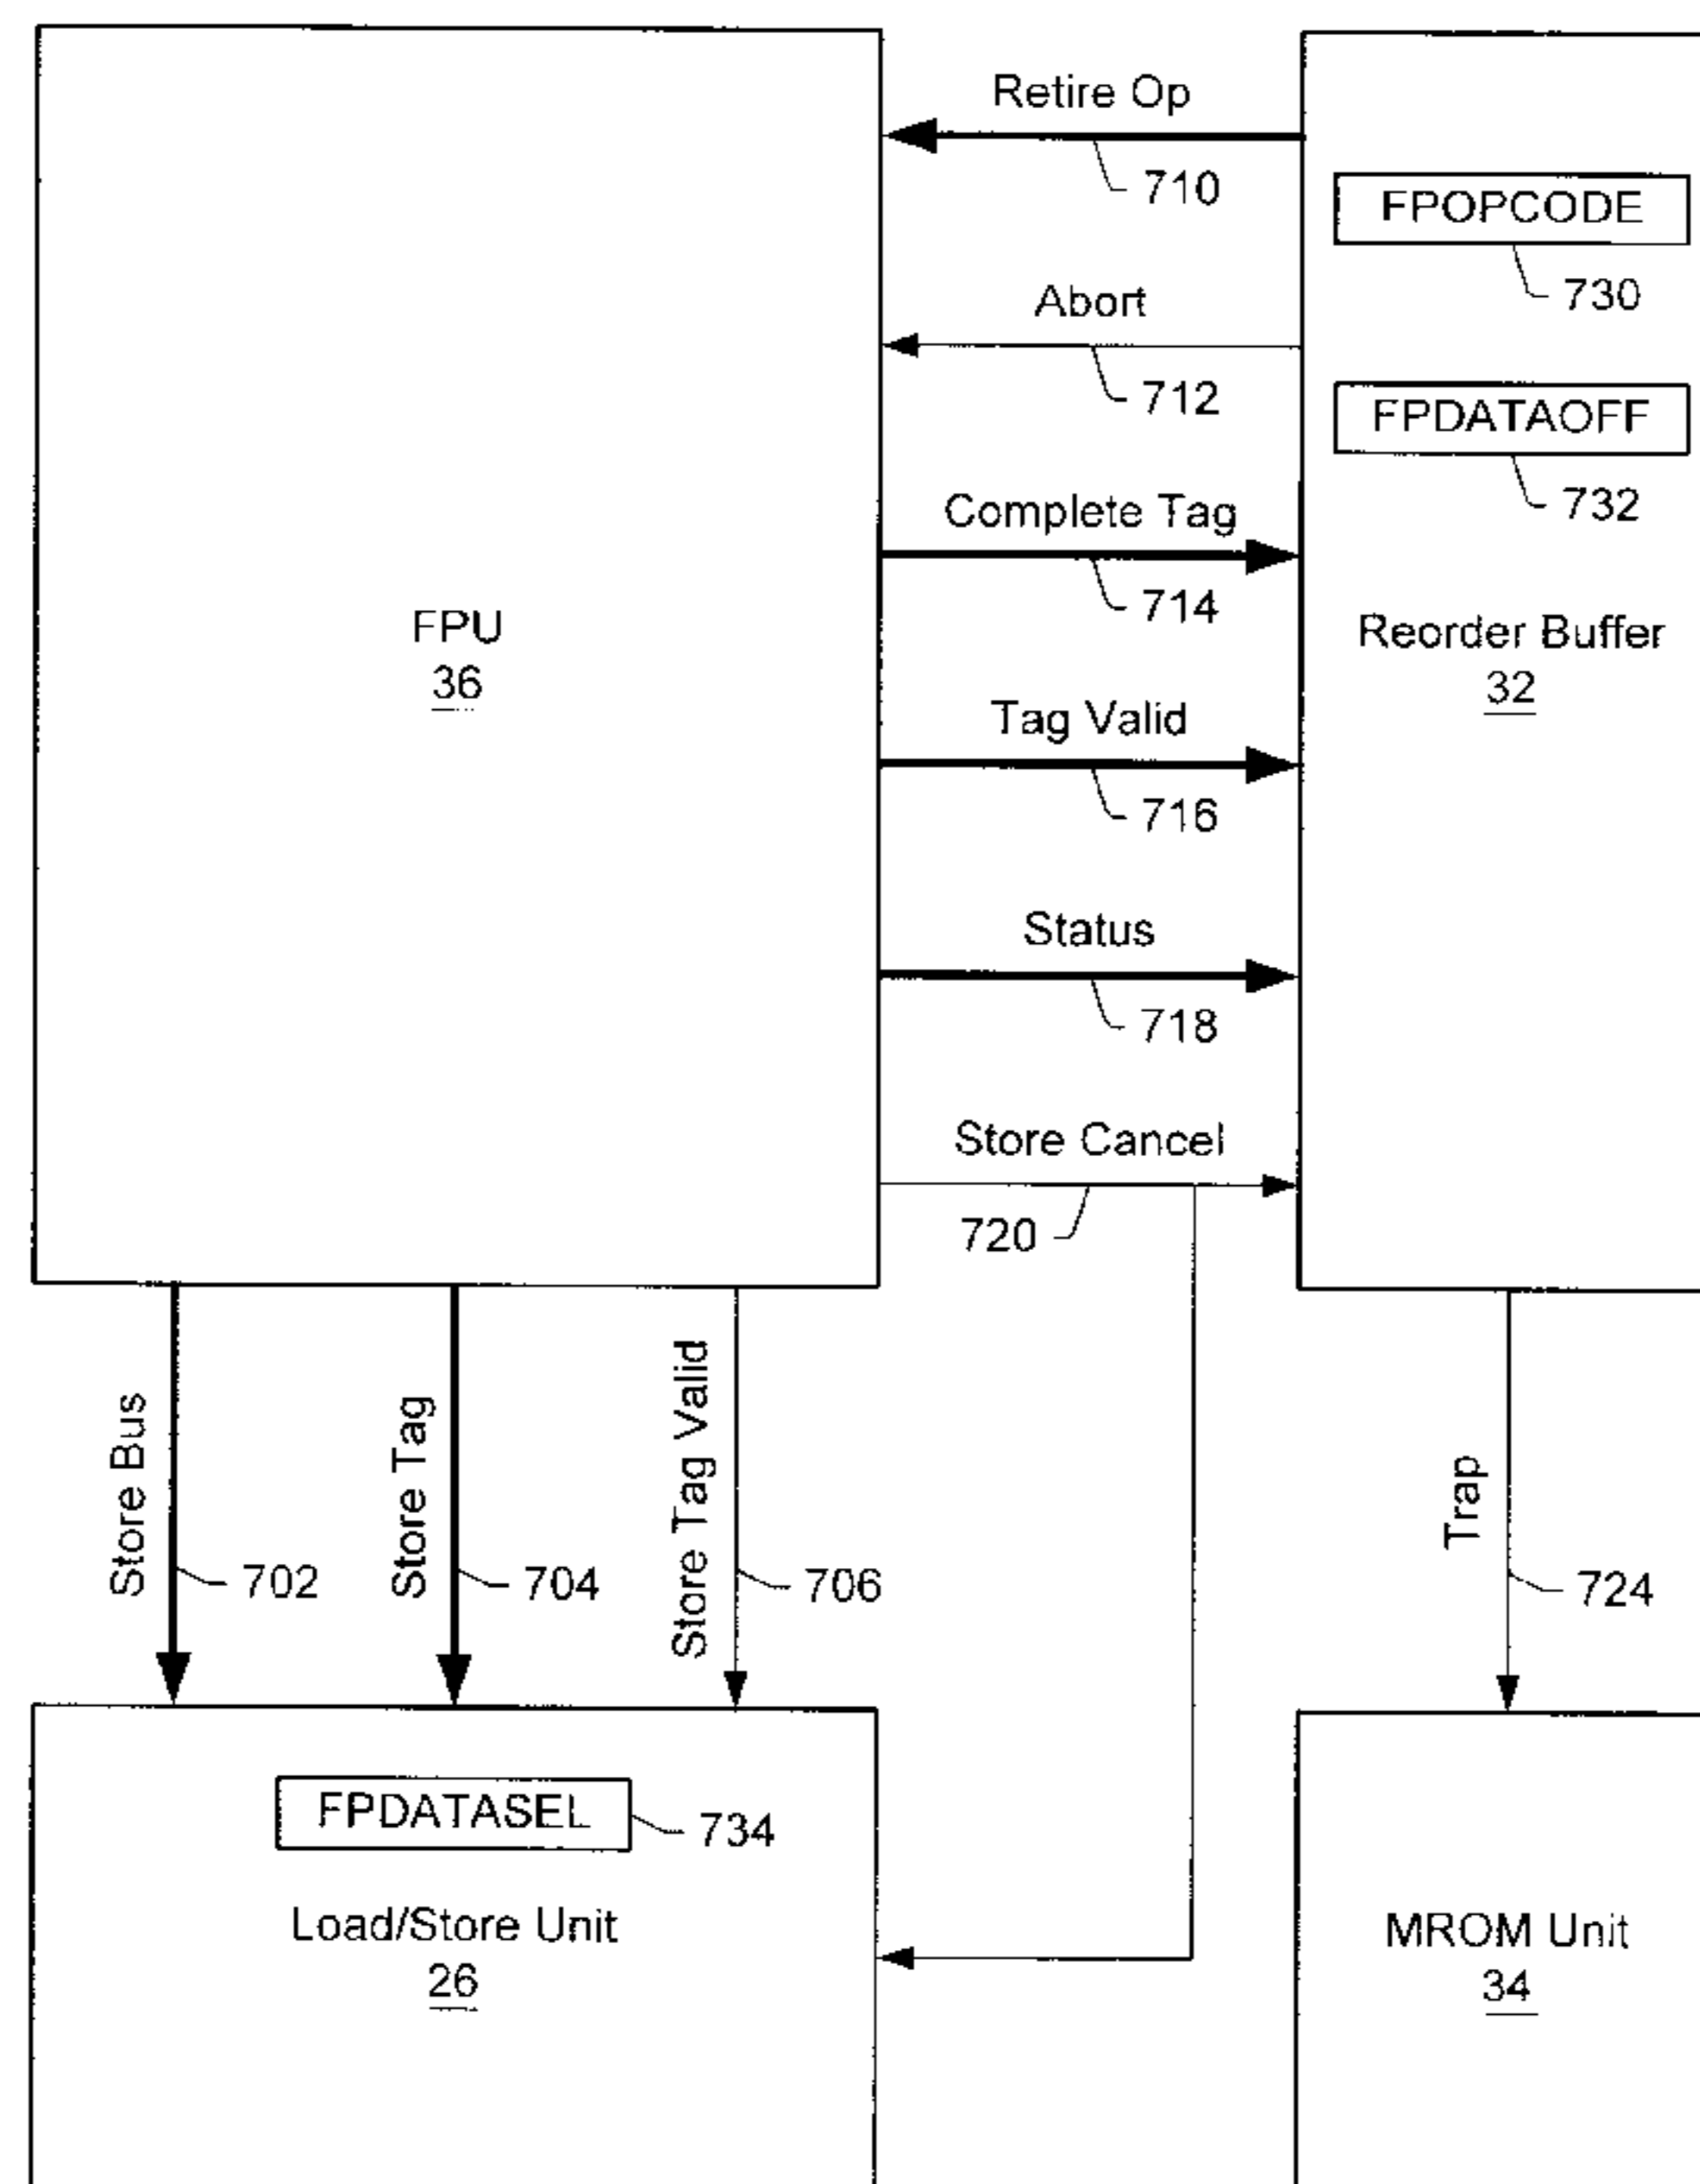 Retire Op
710
FPOPCODE
730
Abort
712
FPDATAOFF
732
Complete Tag
714
FPU
36
Reorder Buffer
32
Tag Valid
716
Status
718
Store Cancel
720
Store Bus
702
Store Tag
704
Store Tag Valid
706
Trap
724
FPDATASEL
734
Load/Store Unit
26
MROM Unit
34